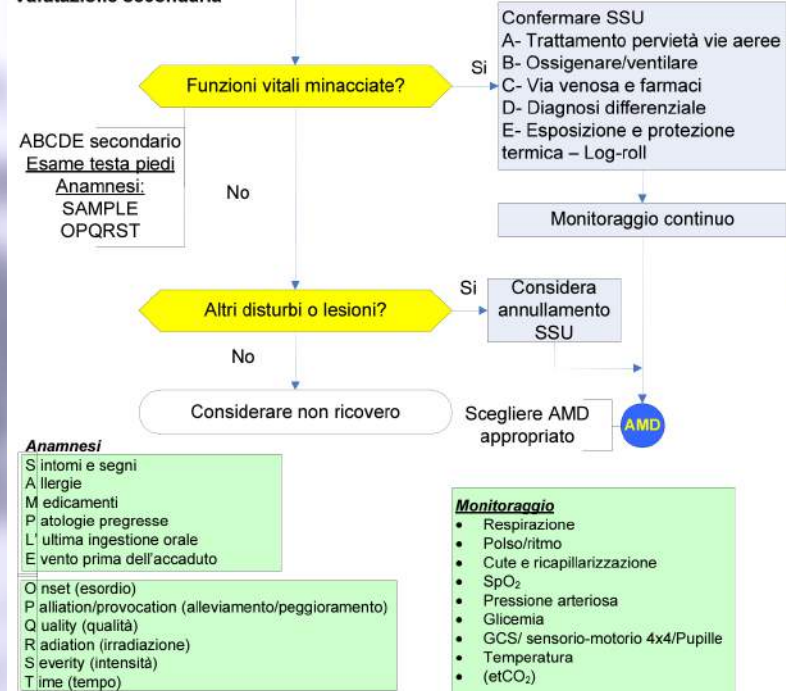 Valutazione secondaria
Funzioni vitali minacciate?
Si
Confermare SSU
A- Trattamento pervietà vie aeree
B- Ossigenare/ventilare
C- Via venosa e farmaci
D- Diagnosi differenziale
E- Esposizione e protezione
termica – Log-roll
ABCDE secondario
Esame testa piedi
Anamnesi:
SAMPLE
OPQRST
No
Monitoraggio continuo
Altri disturbi o lesioni?
Si
Considera
annullamento
SSU
No
Considerare non ricovero
Scegliere AMD
appropriato
AMD
Anamnesi
S intomi e segni
A llergie
M edicamenti
P atologie pregresse
L' ultima ingestione orale
E vento prima dell'accaduto
O nset (esordio)
P alliation/provocation (alleviamento/peggioramento)
Q uality (qualità)
R adiation (irradiazione)
S everity (intensità)
T ime (tempo)
Monitoraggio
• Respirazione
• Polso/ritmo
• Cute e ricapillarizzazione
• SpO₂
• Pressione arteriosa
• Glicemia
• GCS/ sensorio-motorio 4x4/Pupille
• Temperatura
• (etCO₂)